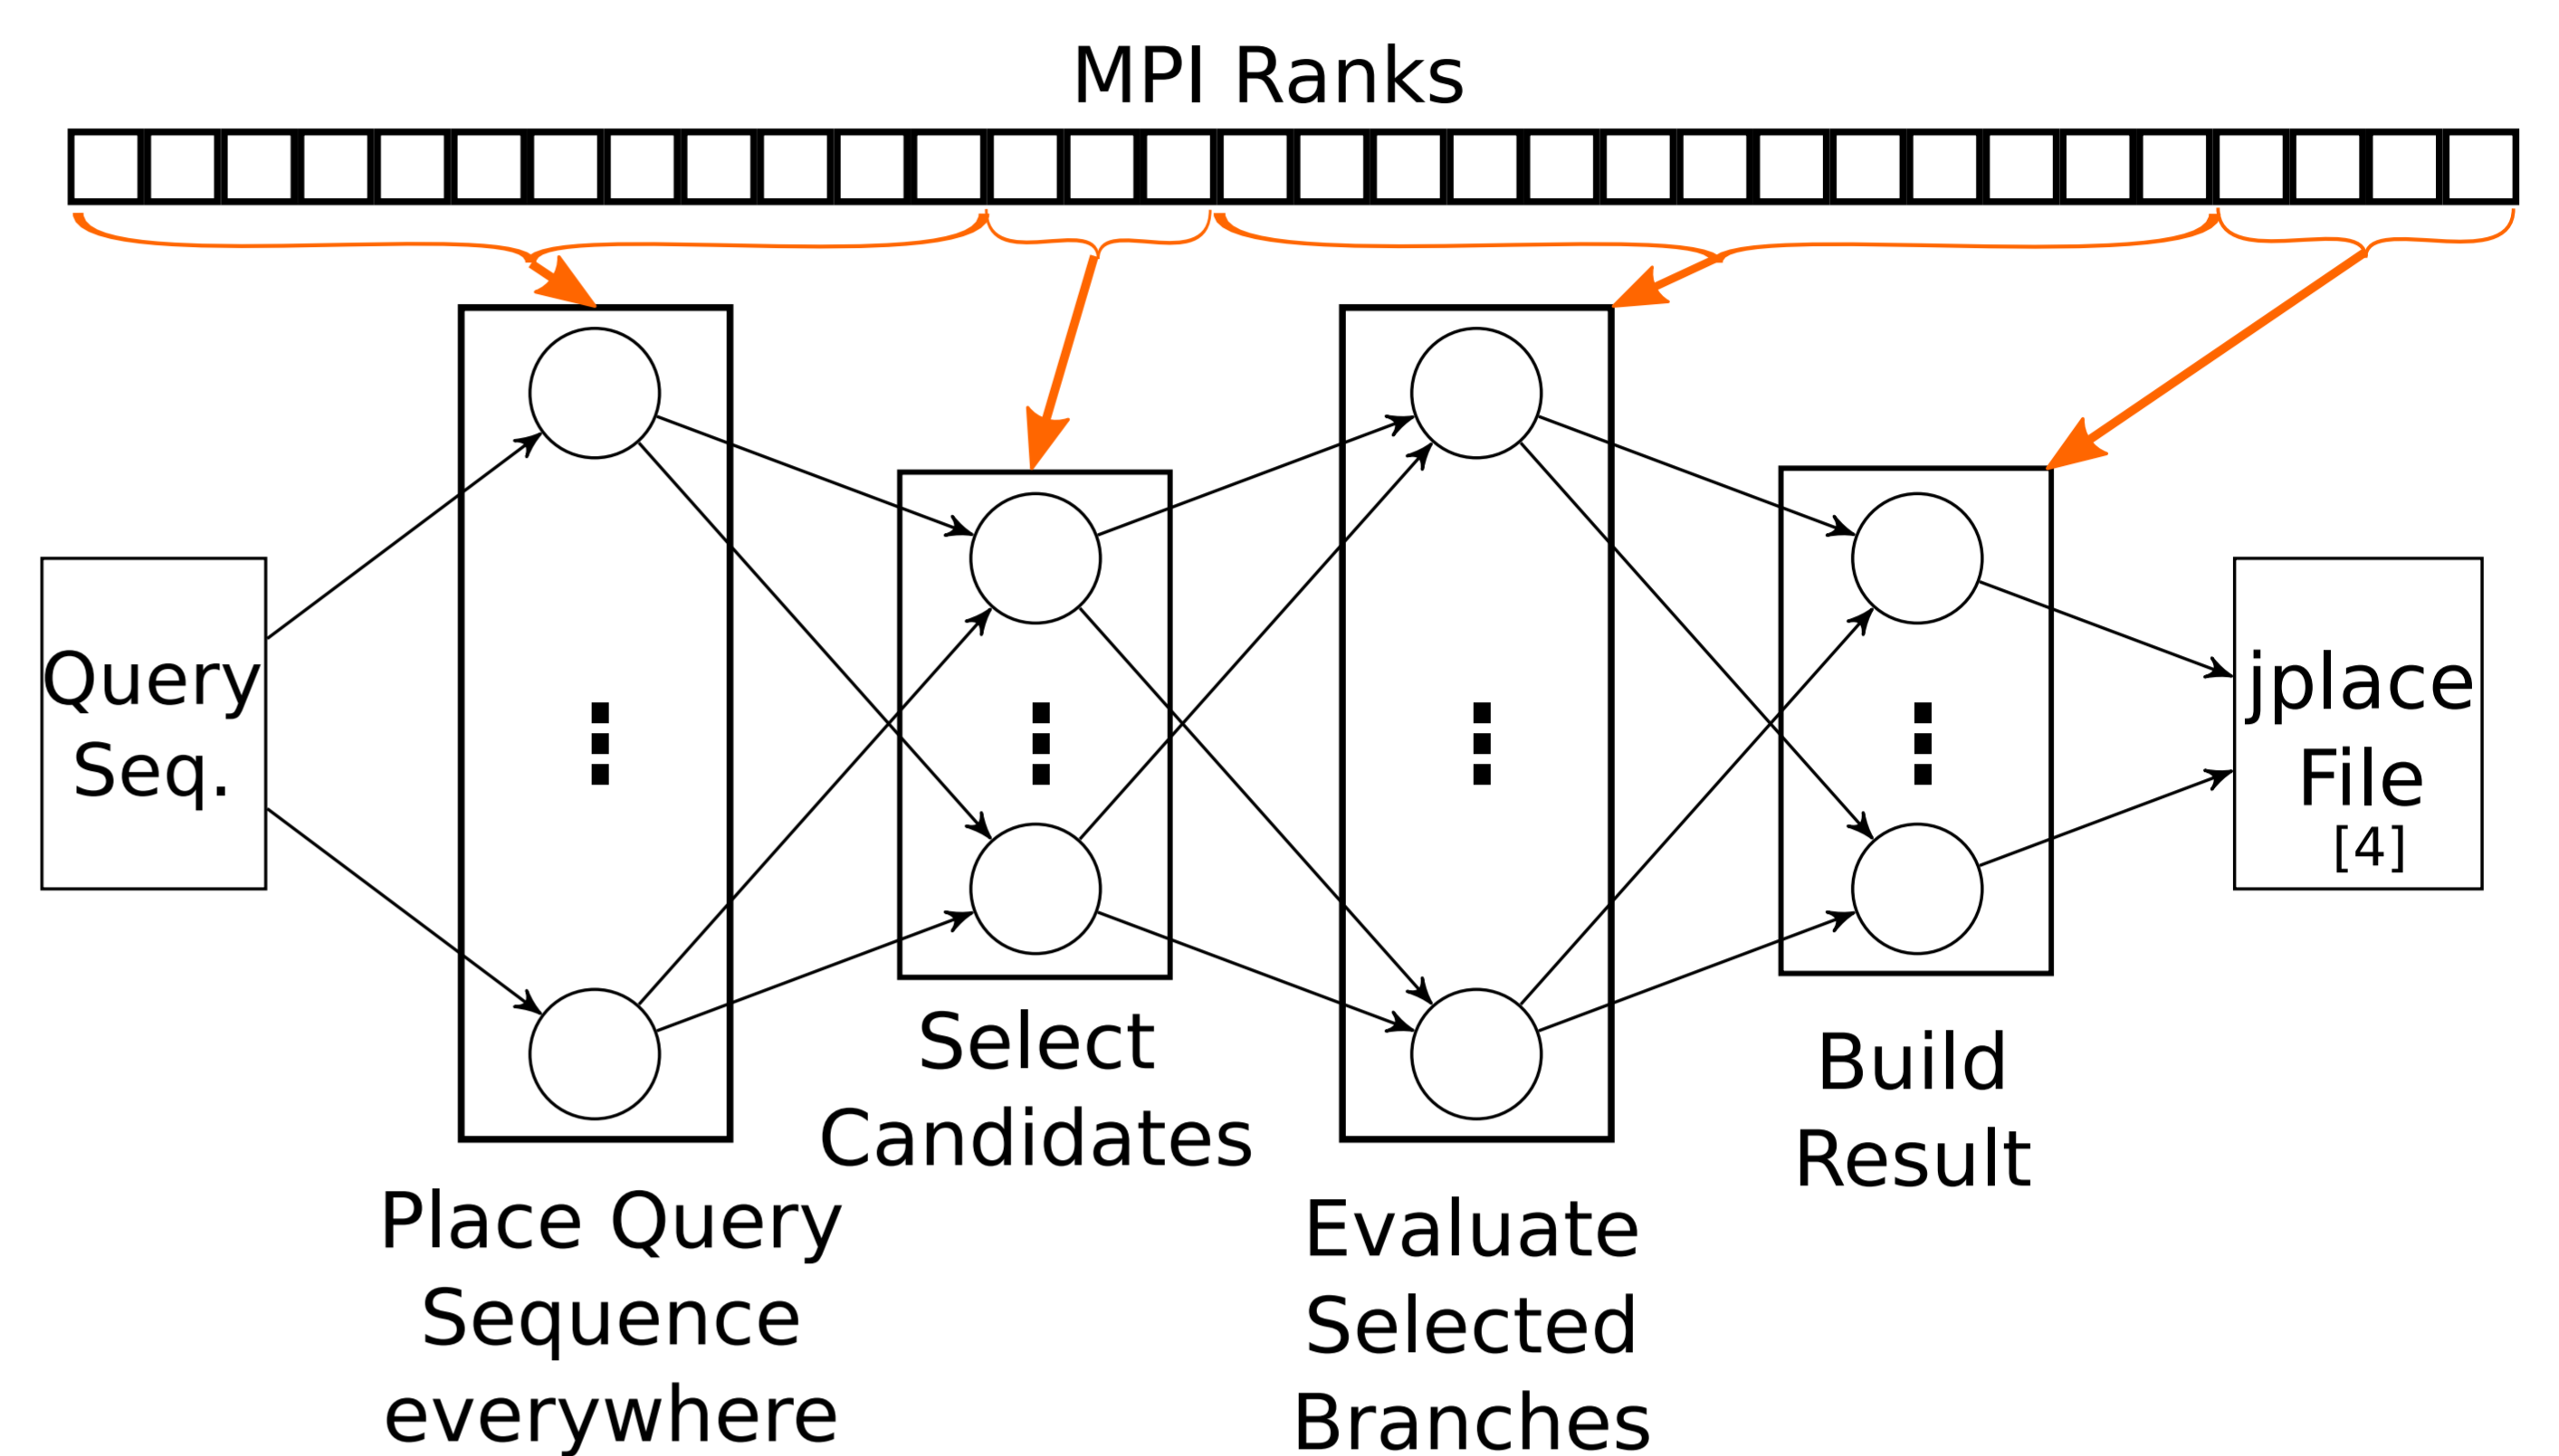 MPI Ranks
Query
Seq.
Place Query
Sequence
everywhere
Select
Candidates
Evaluate
Selected
Branches
Build
Result
jplace
File
[4]